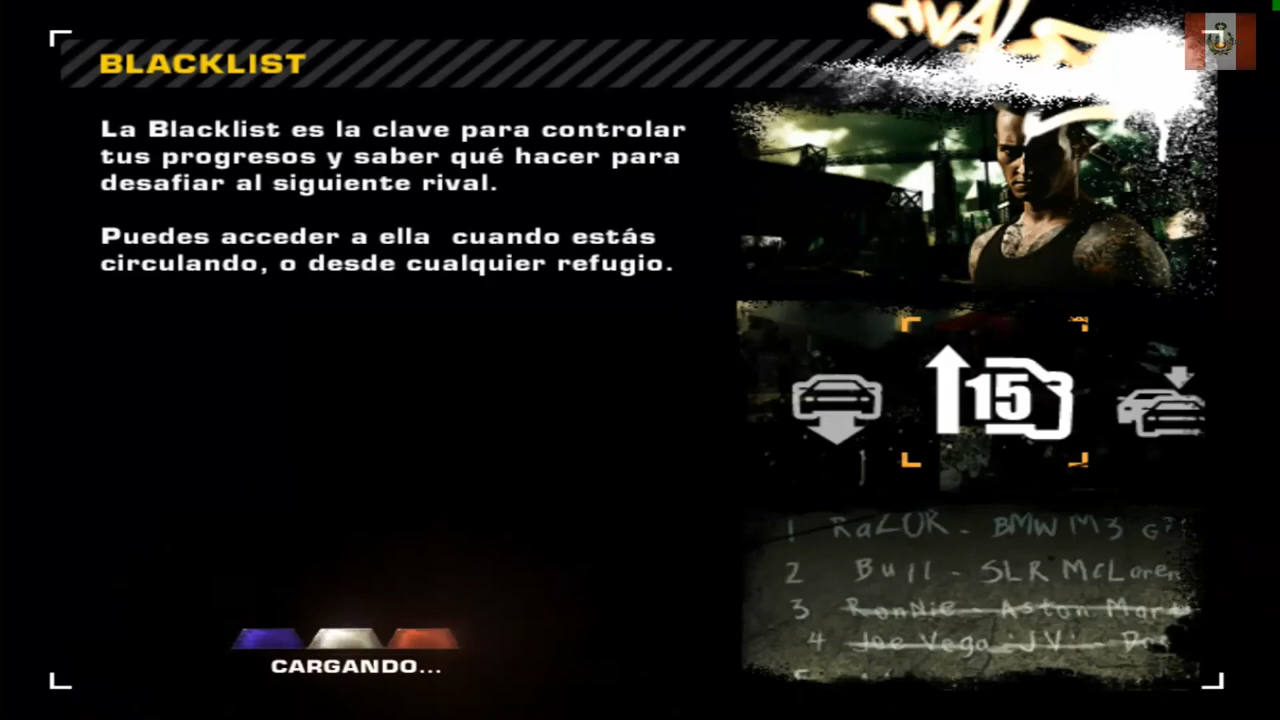 RIVAL
BLACKLIST
La Blacklist es la clave para controlar
tus progresos y saber qué hacer para
desafiar al siguiente rival.
Puedes acceder a ella cuando estás
circulando, o desde cualquier refugio.
15
1 RaZOR - BMW M3
2 Bull - SLR McLaren
3 Ronnie - Aston Mart
4 Joe Vega 'JV' -
CARGANDO...